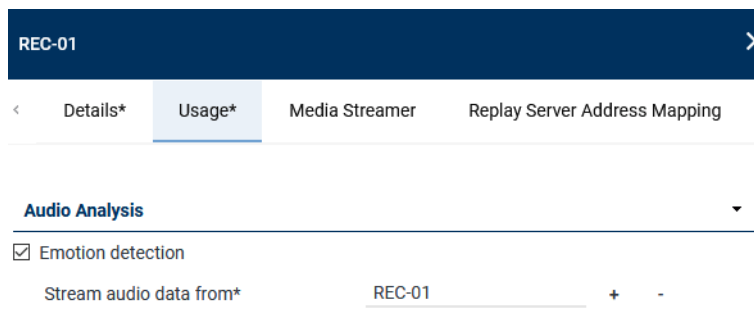 REC-01
Details* Usage* Media Streamer Replay Server Address Mapping
Audio Analysis
Emotion detection
Stream audio data from* REC-01 + -